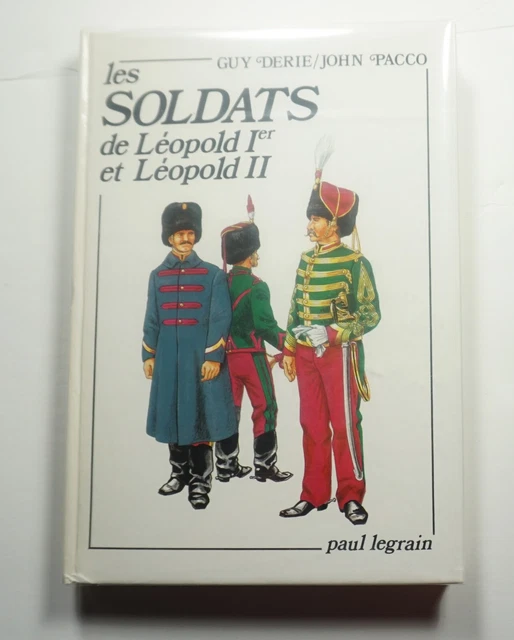 GUY DERIE/JOHN PACCO
les
SOLDATS
de Léopold Ier
et Léopold II
paul legrain